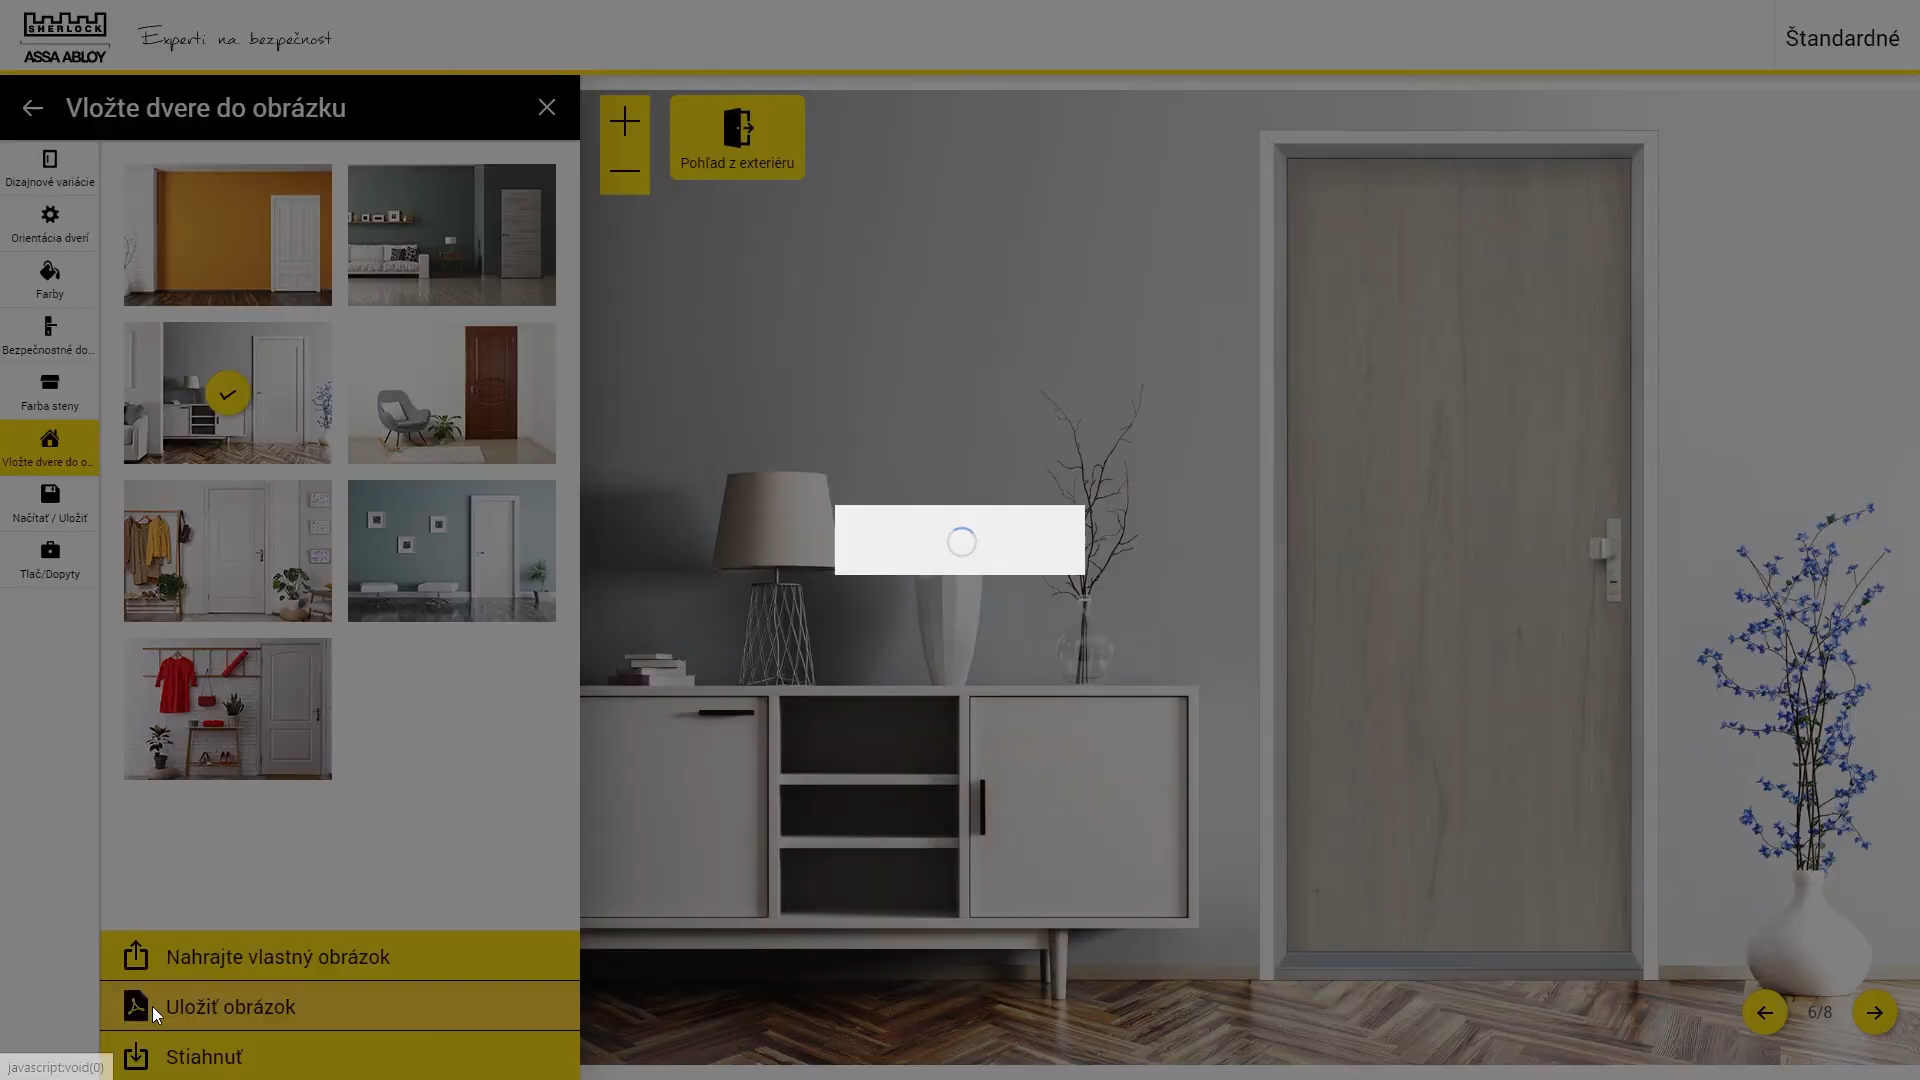 SHERLOCK
ASSA ABLOY
Experti na bezpečnosť
Štandardné
Vložte dvere do obrázku
Dizajnové variácie
Orientácia dverí
Farby
Bezpečnostné do...
Farba steny
Vložte dvere do o...
Načítať / Uložiť
Tlač/Dopyty
Pohľad z exteriéru
Nahrajte vlastný obrázok
Uložiť obrázok
Stiahnuť
6/8
javascript:void(0)